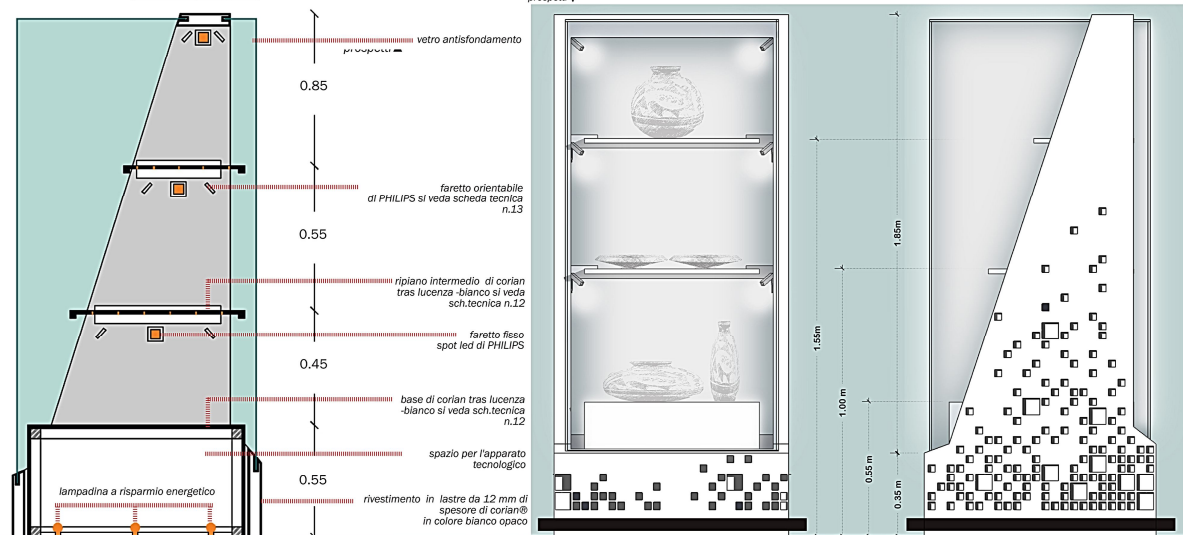 vetro antisfondamento
prospetti
0.85
faretto orientabile
di PHILIPS si veda scheda tecnica
n.13
0.55
ripiano intermedio di corian
tras lucenza -bianco si veda
sch.tecnica n.12
faretto fisso
spot led di PHILIPS
0.45
base di corian tras lucenza
-bianco si veda sch.tecnica
n.12
spazio per l'apparato
tecnologico
0.55
lampadina a risparmio energetico
rivestimento in lastre da 12 mm di
spesore di corian®
in colore bianco opaco
1.55m
1.00 m
0.55 m
1.85m
0.35 m